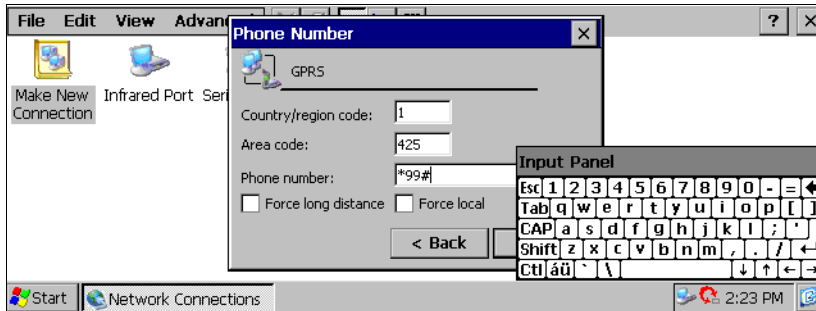 File Edit View Advan
Phone Number
?
GPRS
Make New
Connection
Infrared Port
Seri
Country/region code: 1
Area code: 425
Phone number: *99#
Force long distance Force local
< Back
Input Panel
Esc 1 2 3 4 5 6 7 8 9 0 - =
Tab q w e r t y u i o p [ ]
CAP a s d f g h j k l ; '
Shift z x c v b n m , . /
Ctl áü ` \ ↓ ↑ ← →
Start Network Connections 2:23 PM